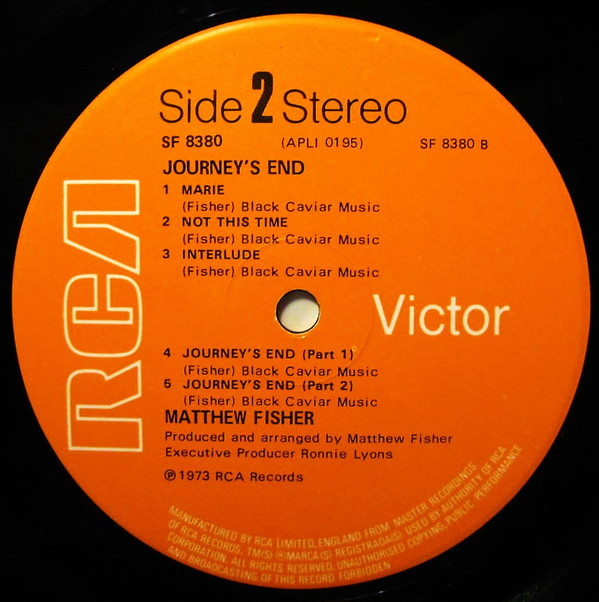 Side 2 Stereo
SF 8380 (APLI 0195) SF 8380 B
JOURNEY'S END
1 MARIE
(Fisher) Black Caviar Music
2 NOT THIS TIME
(Fisher) Black Caviar Music
3 INTERLUDE
(Fisher) Black Caviar Music
RCA
Victor
4 JOURNEY'S END (Part 1)
(Fisher) Black Caviar Music
5 JOURNEY'S END (Part 2)
(Fisher) Black Caviar Music
MATTHEW FISHER
Produced and arranged by Matthew Fisher
Executive Producer Ronnie Lyons
℗ 1973 RCA Records
MANUFACTURED BY RCA LIMITED, ENGLAND FROM MASTER RECORDINGS
OF RCA RECORDS, TM(S) ® MARCA(S) REGISTRADA(S) USED BY AUTHORITY OF RCA
CORPORATION. ALL RIGHTS RESERVED. UNAUTHORISED COPYING, PUBLIC PERFORMANCE
AND BROADCASTING OF THIS RECORD FORBIDDEN